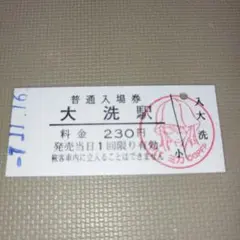 普通入場券
大洗駅
料金 230円
発売当日1回限り有効
旅客車内に立入ることはできません
入大洗
小
-7.11.16